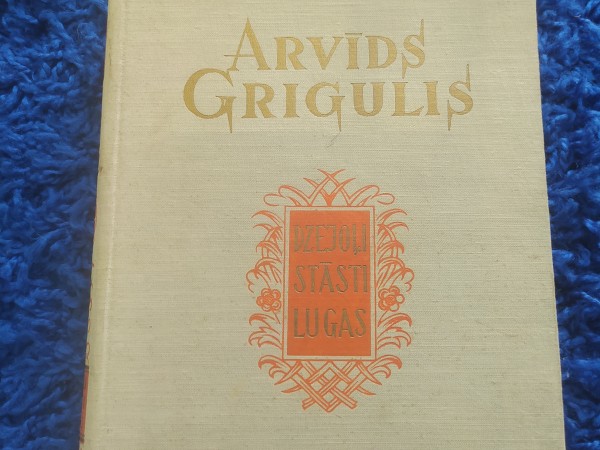 ARVĪDS
GRIGULIS
DZEJOĻI
STĀSTI
LUGAS